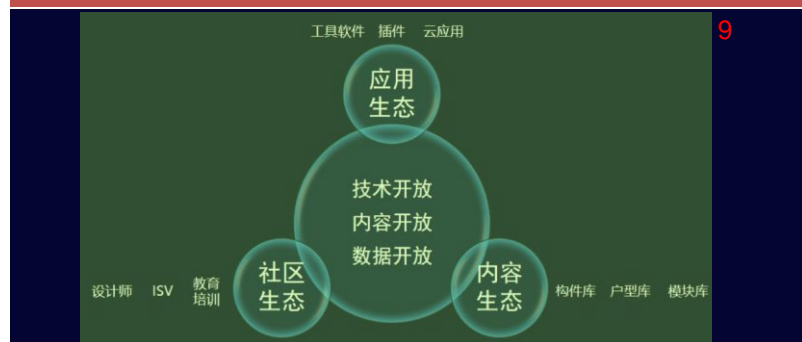 工具软件 插件 云应用
9
应用
生态
技术开放
内容开放
数据开放
社区
生态
内容
生态
设计师 ISV 教育
培训
构件库 户型库 模块库